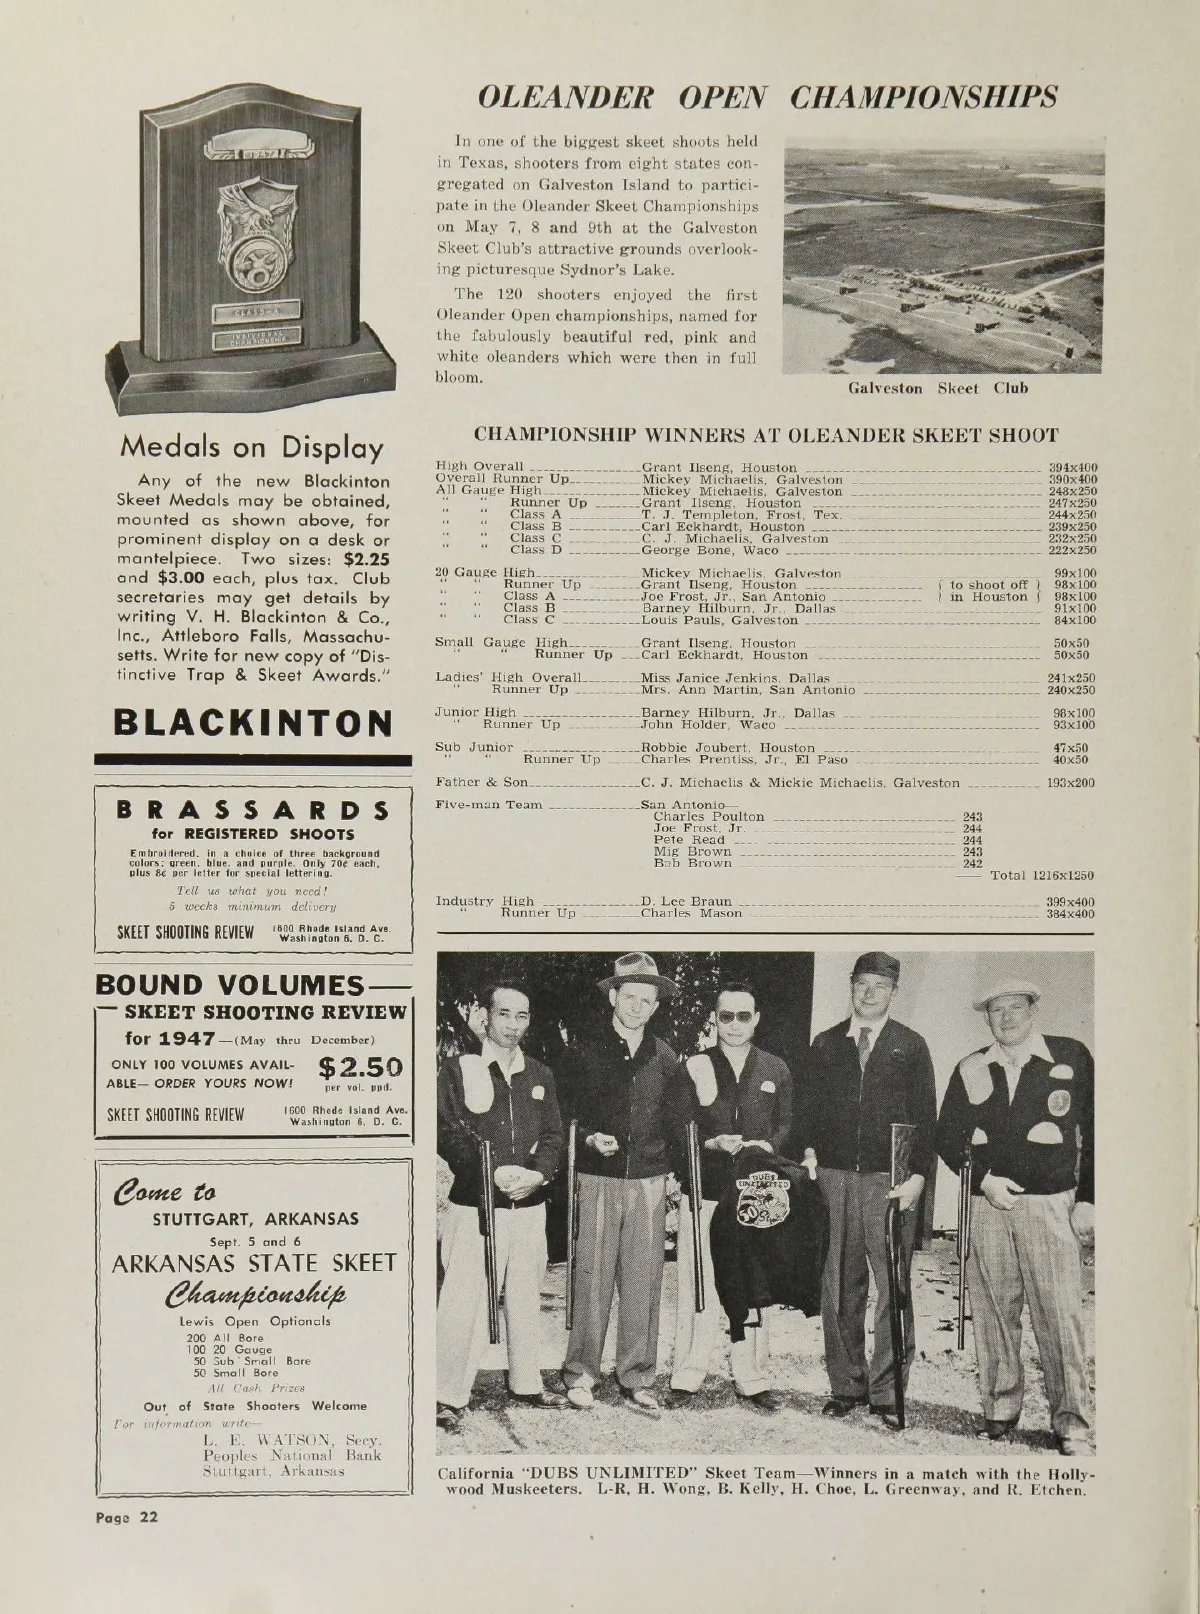 OLEANDER OPEN CHAMPIONSHIPS
In one of the biggest skeet shoots held
in Texas, shooters from eight states con-
gregated on Galveston Island to partici-
pate in the Oleander Skeet Championships
on May 7, 8 and 9th at the Galveston
Skeet Club's attractive grounds overlook-
ing picturesque Sydnor's Lake.
The 120 shooters enjoyed the first
Oleander Open championships, named for
the fabulously beautiful red, pink and
white oleanders which were then in full
bloom.
Galveston Skeet Club
CLASS-A
INDIVIDUAL
CHAMPIONSHIP
Medals on Display
Any of the new Blackinton
Skeet Medals may be obtained,
mounted as shown above, for
prominent display on a desk or
mantelpiece. Two sizes: $2.25
and $3.00 each, plus tax. Club
secretaries may get details by
writing V. H. Blackinton & Co.,
Inc., Attleboro Falls, Massachu-
setts. Write for new copy of "Dis-
tinctive Trap & Skeet Awards."
BLACKINTON
BRASSARDS
for REGISTERED SHOOTS
Embroidered, in a choice of three background
colors; green, blue, and purple. Only 70¢ each,
plus 8¢ per letter for special lettering.
Tell us what you need!
5 weeks minimum delivery
SKEET SHOOTING REVIEW 1600 Rhode Island Ave.
Washington 6, D. C.
BOUND VOLUMES—
— SKEET SHOOTING REVIEW
for 1947—(May thru December)
ONLY 100 VOLUMES AVAIL-
ABLE— ORDER YOURS NOW!
$2.50
per vol. ppd.
SKEET SHOOTING REVIEW 1600 Rhode Island Ave.
Washington 6, D. C.
Come to
STUTTGART, ARKANSAS
Sept. 5 and 6
ARKANSAS STATE SKEET
Championship
Lewis Open Optionals
200 All Bore
100 20 Gauge
50 Sub Small Bore
50 Small Bore
All Cash Prizes
Out of State Shooters Welcome
For information write—
L. E. WATSON, Secy.
Peoples National Bank
Stuttgart, Arkansas
CHAMPIONSHIP WINNERS AT OLEANDER SKEET SHOOT
High Overall Grant Ilseng, Houston 394x400
Overall Runner Up Mickey Michaelis, Galveston 390x400
All Gauge High Mickey Michaelis, Galveston 248x250
" " Runner Up Grant Ilseng, Houston 247x250
" " Class A T. J. Templeton, Frost, Tex. 244x250
" " Class B Carl Eckhardt, Houston 239x250
" " Class C C. J. Michaelis, Galveston 232x250
" " Class D George Bone, Waco 222x250
20 Gauge High Mickey Michaelis, Galveston 99x100
" " Runner Up Grant Ilseng, Houston ( to shoot off ) 98x100
" " Class A Joe Frost, Jr., San Antonio ) in Houston ( 98x100
" " Class B Barney Hilburn, Jr., Dallas 91x100
" " Class C Louis Pauls, Galveston 84x100
Small Gauge High Grant Ilseng, Houston 50x50
" " Runner Up Carl Eckhardt, Houston 50x50
Ladies' High Overall Miss Janice Jenkins, Dallas 241x250
" Runner Up Mrs. Ann Martin, San Antonio 240x250
Junior High Barney Hilburn, Jr., Dallas 98x100
" Runner Up John Holder, Waco 93x100
Sub Junior Robbie Joubert, Houston 47x50
" " Runner Up Charles Prentiss, Jr., El Paso 40x50
Father & Son C. J. Michaelis & Mickie Michaelis, Galveston 193x200
Five-man Team San Antonio—
Charles Poulton 243
Joe Frost, Jr. 244
Pete Read 244
Mig Brown 243
Bob Brown 242
Total 1216x1250
Industry High D. Lee Braun 399x400
" Runner Up Charles Mason 384x400
DUBS
UNLIMITED
50
California "DUBS UNLIMITED" Skeet Team—Winners in a match with the Holly-
wood Muskeeters. L-R, H. Wong, B. Kelly, H. Choe, L. Greenway, and R. Etchen.
Page 22